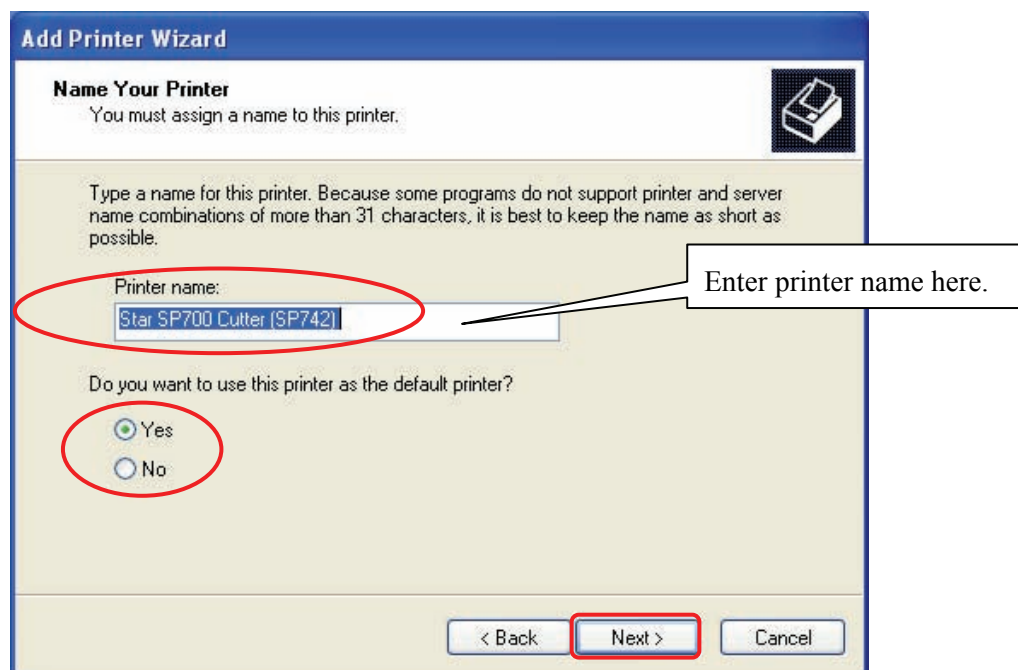 Add Printer Wizard
Name Your Printer
You must assign a name to this printer.
Type a name for this printer. Because some programs do not support printer and server
name combinations of more than 31 characters, it is best to keep the name as short as
possible.
Printer name:
Star SP700 Cutter (SP742)
Enter printer name here.
Do you want to use this printer as the default printer?
Yes
No
< Back
Next >
Cancel